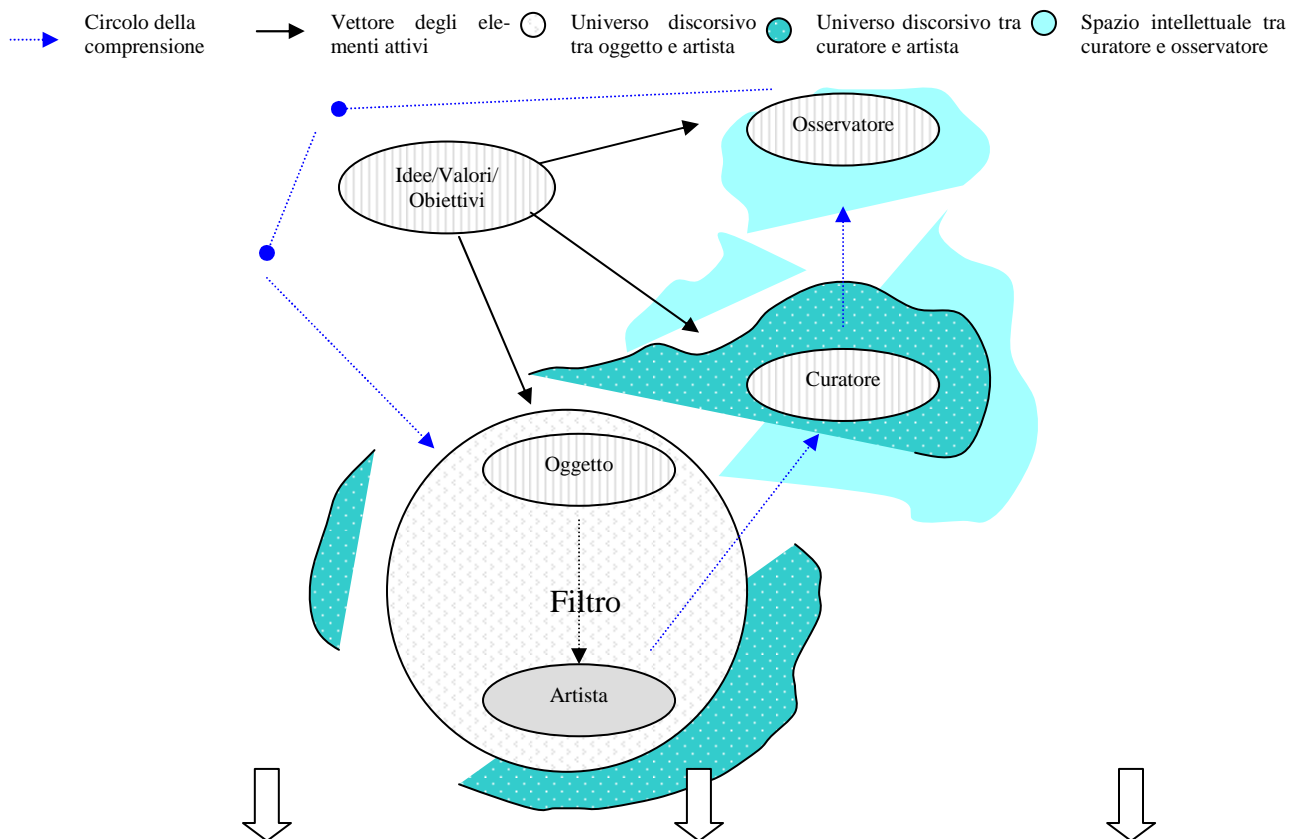 Circolo della
comprensione
Vettore degli ele-
menti attivi
Universo discorsivo
tra oggetto e artista
Universo discorsivo tra
curatore e artista
Spazio intellettuale tra
curatore e osservatore
Osservatore
Idee/Valori/
Obiettivi
Curatore
Oggetto
Filtro
Artista